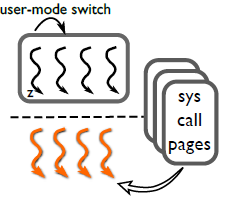 user-mode switch
z
sys
call
pages